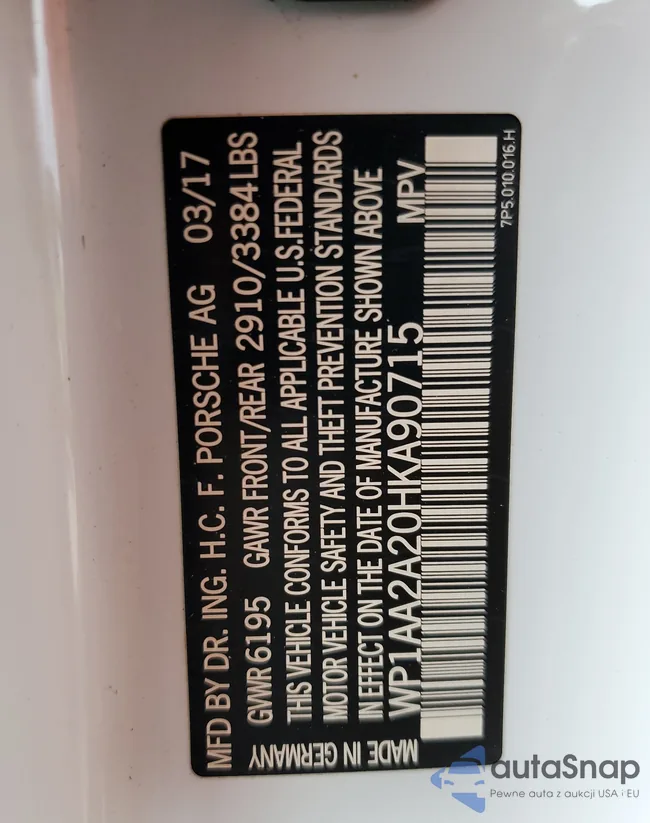 MFD BY DR. ING. H.C. F. PORSCHE AG 03/17
GVWR 6195 GAWR FRONT/REAR 2910/3384 LBS
THIS VEHICLE CONFORMS TO ALL APPLICABLE U.S.FEDERAL
MOTOR VEHICLE SAFETY AND THEFT PREVENTION STANDARDS
IN EFFECT ON THE DATE OF MANUFACTURE SHOWN ABOVE
WP1AA2A20HKA90715 MPV
MADE IN GERMANY
7P5.010.016.H
autaSnap
Pewne auta z aukcji USA i EU